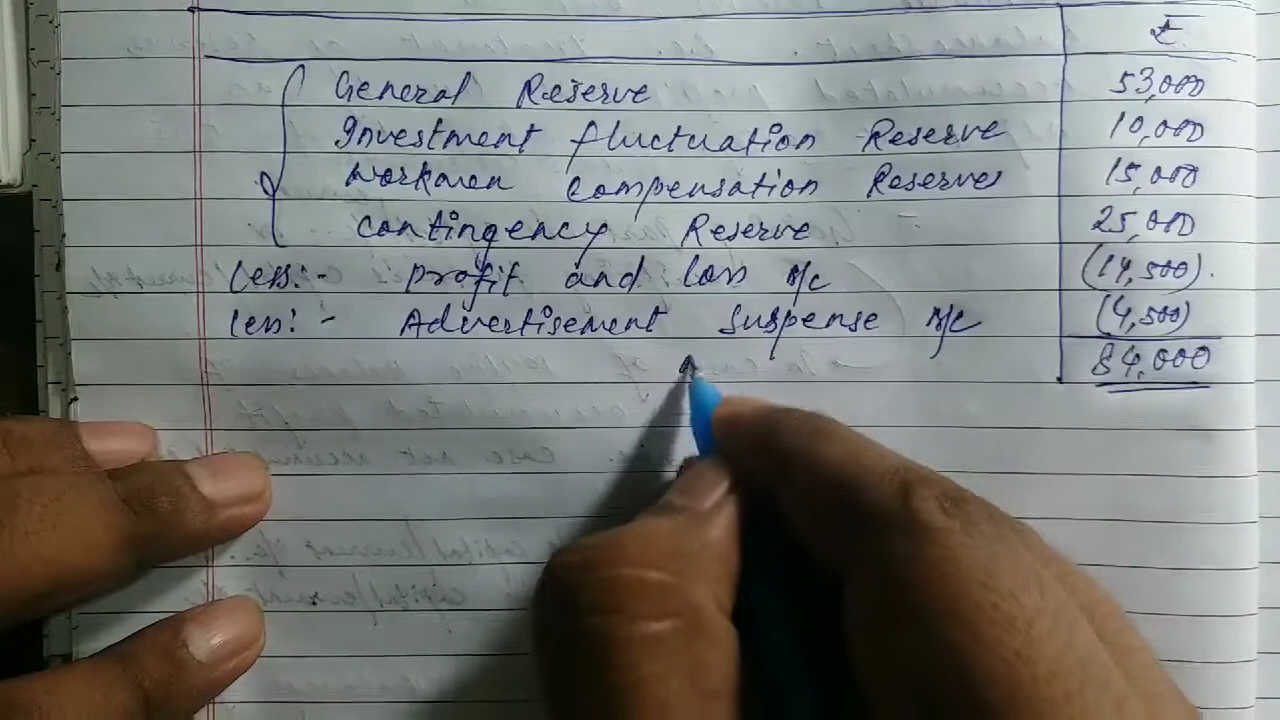 ₹
General Reserve 53,000
Investment fluctuation Reserve 10,000
workmen compensation Reserves 15,000
contingency Reserve 25,000
Less:- profit and loss A/c (14,500).
Less:- Advertisement suspense A/c (4,500)
84,000